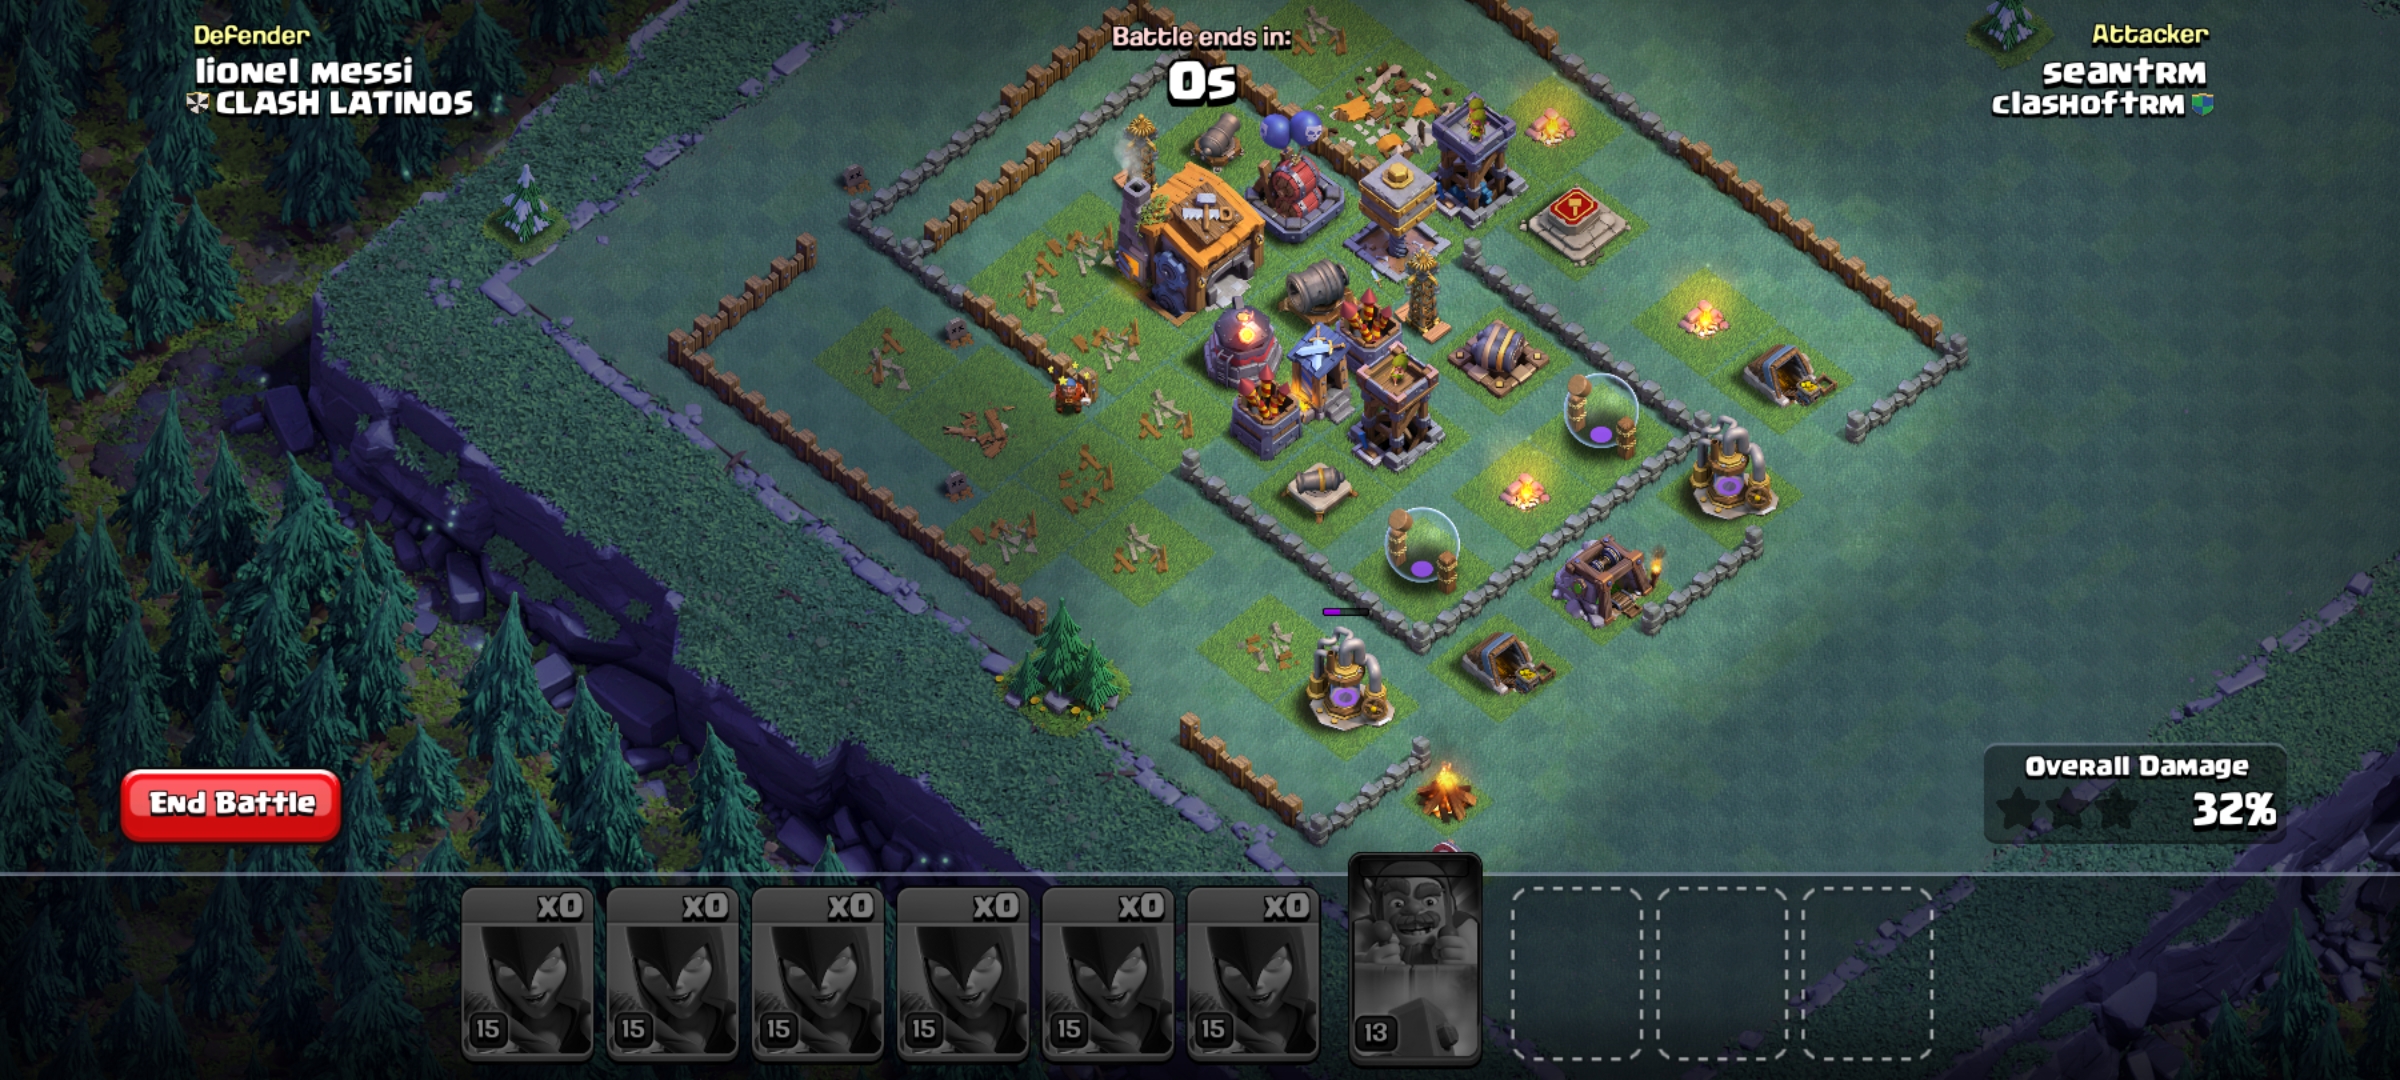 Defender
lionel messi
CLASH LATINOS
Battle ends in:
0s
Attacker
seantRM
clashoftRM
End Battle
Overall Damage
32%
x0 x0 x0 x0 x0 x0
15 15 15 15 15 15 13